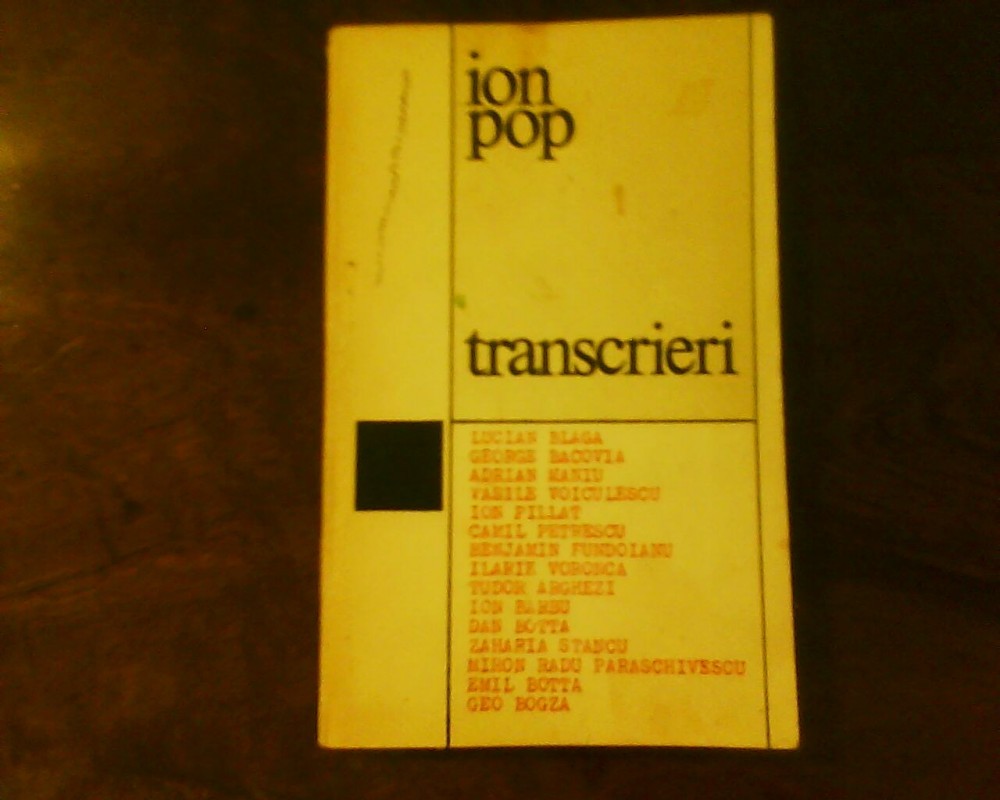 ion
pop
transcrieri
LUCIAN BLAGA
GEORGE BACOVIA
ADRIAN MANIU
VASILE VOICULESCU
ION PILLAT
CAMIL PETRESCU
BENJAMIN FUNDOIANU
ILARIE VORONCA
TUDOR ARGHEZI
ION BARBU
DAN BOTTA
ZAHARIA STANCU
MIRON RADU PARASCHIVESCU
EMIL BOTTA
GEO BOGZA